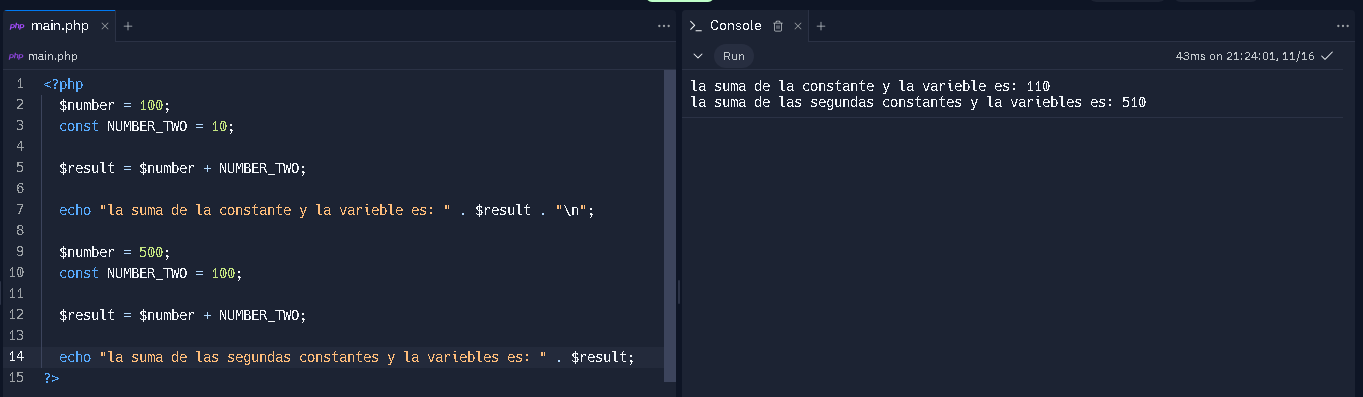 php main.php × +
php main.php
1 <?php
2 $number = 100;
3 const NUMBER_TWO = 10;
4
5 $result = $number + NUMBER_TWO;
6
7 echo "la suma de la constante y la varieble es: " . $result . "\n";
8
9 $number = 500;
10 const NUMBER_TWO = 100;
11
12 $result = $number + NUMBER_TWO;
13
14 echo "la suma de las segundas constantes y la variebles es: " . $result;
15 ?>
>_ Console × +
Run 43ms on 21:24:01, 11/16
la suma de la constante y la varieble es: 110
la suma de las segundas constantes y la variebles es: 510